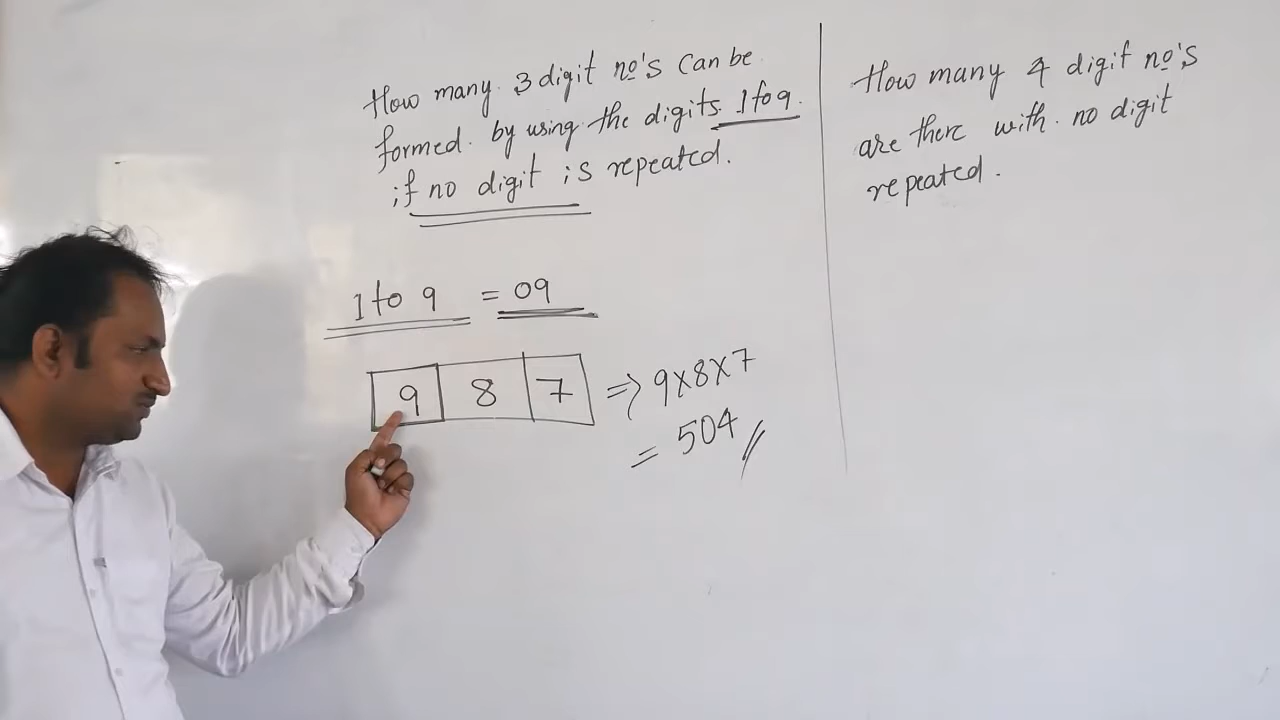 How many 3 digit no's can be
formed by using the digits 1 to 9.
if no digit is repeated.
1 to 9 = 09
9 8 7 => 9x8x7
= 504 //
How many 4 digit no's
are there with no digit
repeated.